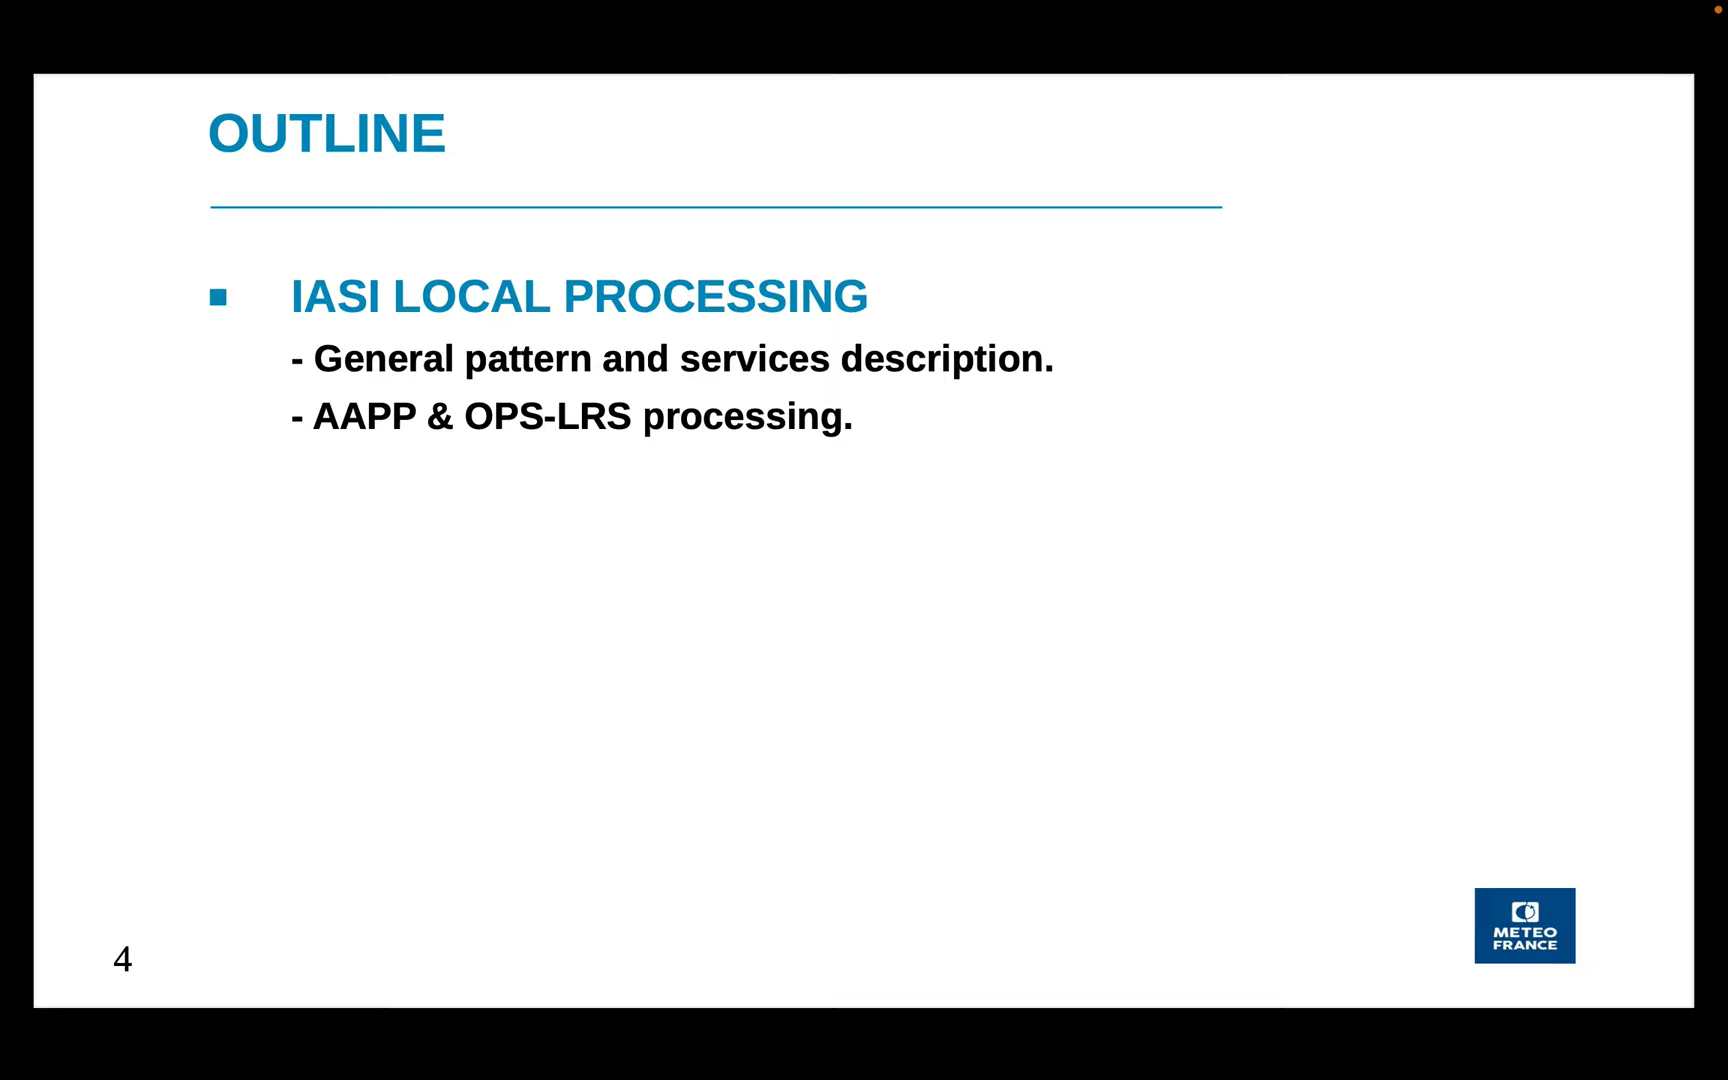 OUTLINE
■ IASI LOCAL PROCESSING
- General pattern and services description.
- AAPP & OPS-LRS processing.
METEO
FRANCE
4